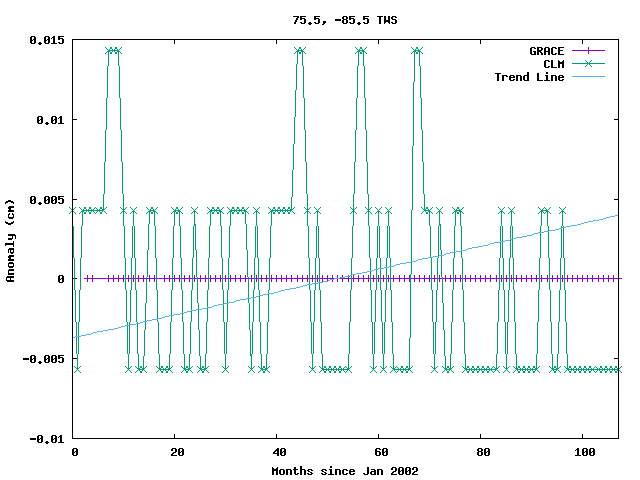 75.5, -85.5 TWS
GRACE
CLM
Trend Line
0.015
0.01
0.005
0
-0.005
-0.01
Anomaly (cm)
0 20 40 60 80 100
Months since Jan 2002